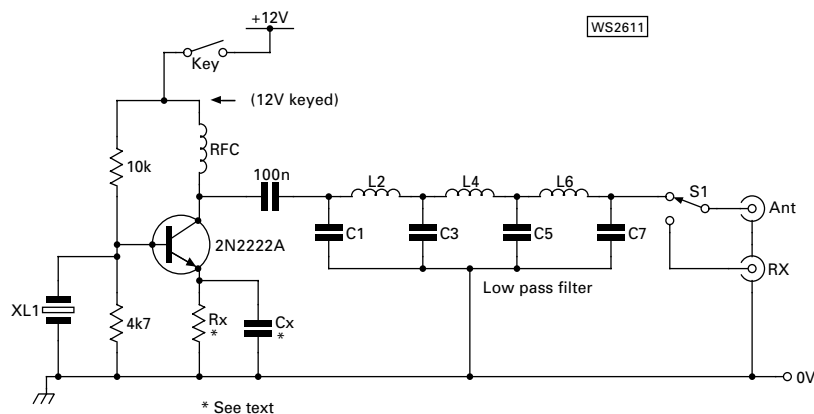 +12V
WS2611
Key
(12V keyed)
RFC
10k
100n
L2
L4
L6
S1
Ant
2N2222A
C1
C3
C5
C7
RX
Low pass filter
XL1
4k7
Rx
*
Cx
*
0V
* See text